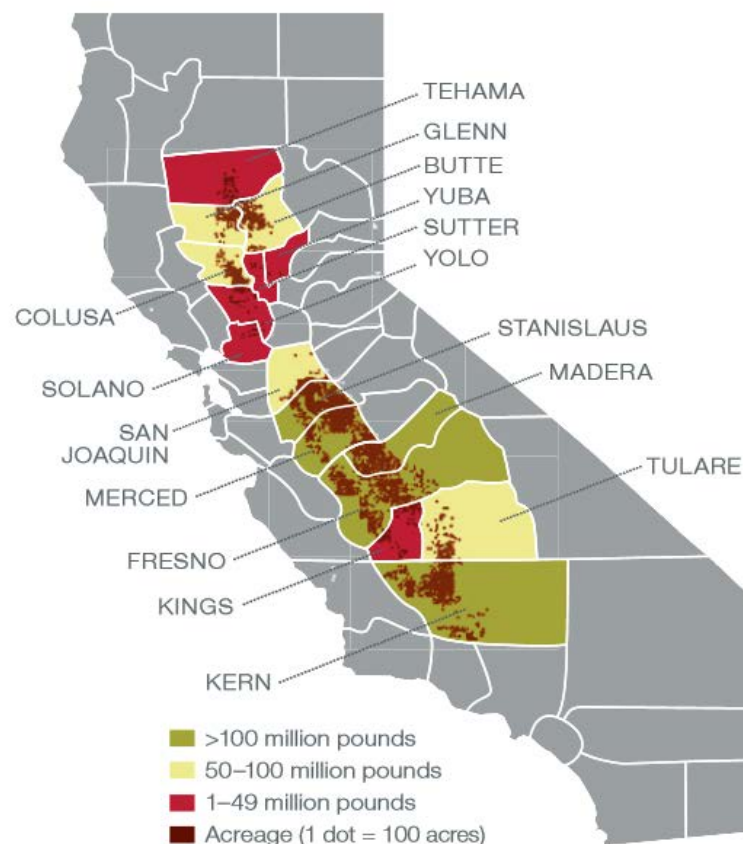 TEHAMA
GLENN
BUTTE
YUBA
SUTTER
YOLO
COLUSA
STANISLAUS
MADERA
SOLANO
SAN
JOAQUIN
TULARE
MERCED
FRESNO
KINGS
KERN
>100 million pounds
50–100 million pounds
1–49 million pounds
Acreage (1 dot = 100 acres)